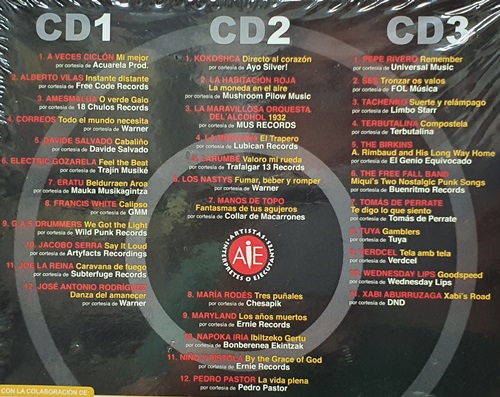 CD1
1. A VECES CICLÓN Mi mejor
por cortesía de Acuarela Prod.
2. ALBERTO VILAS Instante distante
por cortesía de Free Code Records
3. AMESMALÚA O verde Gaio
por cortesía de 18 Chulos Records
4. CORREOS Todo el mundo necesita
por cortesía de Warner
5. DAVIDE SALVADO Cabaliño
por cortesía de Davide Salvado
6. ELECTRIC GOZARELA Feel the Beat
por cortesía de Trajin Musiké
7. ERATU Beldurraen Aroa
por cortesía de Mauka Musikagintza
8. FRANCIS WHITE Calipso
por cortesía de GMM
9. G.A.S DRUMMERS We Got the Light
por cortesía de Wild Punk Records
10. JACOBO SERRA Say It Loud
por cortesía de Artyfacts Recordings
11. JOE LA REINA Caravana de fuego
por cortesía de Subterfuge Records
12. JOSÉ ANTONIO RODRÍGUEZ
Danza del amanecer
por cortesía de Warner
CON LA COLABORACIÓN DE
CD2
1. KOKOSHCA Directo al corazón
por cortesía de Ayo Silver!
2. LA HABITACIÓN ROJA
La moneda en el aire
por cortesía de Mushroom Pilow Music
3. LA MARAVILLOSA ORQUESTA
DEL ALCOHOL 1932
por cortesía de MUS RECORDS
El Trapero
por cortesía de Lubican Records
Valoro mi rueda
por cortesía de Trafalgar 13 Records
6. LOS NASTYS Fumar, beber y romper
por cortesía de Warner
7. MANOS DE TOPO
Fantasmas de tus agujeros
por cortesía de Collar de Macarrones
ARTISTAS
INTÉRPRETES O EJECUTANTES
AIE
8. MARÍA RODÉS Tres puñales
por cortesía de Chesapik
9. MARYLAND Los años muertos
por cortesía de Ernie Records
10. NAPOKA IRIA Ibiltzeko Gertu
por cortesía de Bonberenea Ekintzak
11. NIÑO Y PISTOLA By the Grace of God
por cortesía de Ernie Records
12. PEDRO PASTOR La vida plena
por cortesía de Pedro Pastor
CD3
1. PEPE RIVERO Remember
por cortesía de Universal Music
2. SES Tronzar os valos
por cortesía de FOL Música
3. TACHENKO Suerte y relámpago
por cortesía de Limbo Starr
4. TERBUTALINA Compostela
por cortesía de Terbutalina
5. THE BIRKINS
A. Rimbaud and His Long Way Home
por cortesía de El Genio Equivocado
6. THE FREE FALL BAND
Miqui's Two Nostalgic Punk Songs
por cortesía de Buenritmo Records
7. TOMÁS DE PERRATE
Te digo lo que siento
por cortesía de Tomás de Perrate
8. TUYA Gamblers
por cortesía de Tuya
9. VERDCEL Tela amb tela
por cortesía de Verdcel
10. WEDNESDAY LIPS Goodspeed
por cortesía de Wednesday Lips
11. XABI ABURRUZAGA Xabi's Road
por cortesía de DND